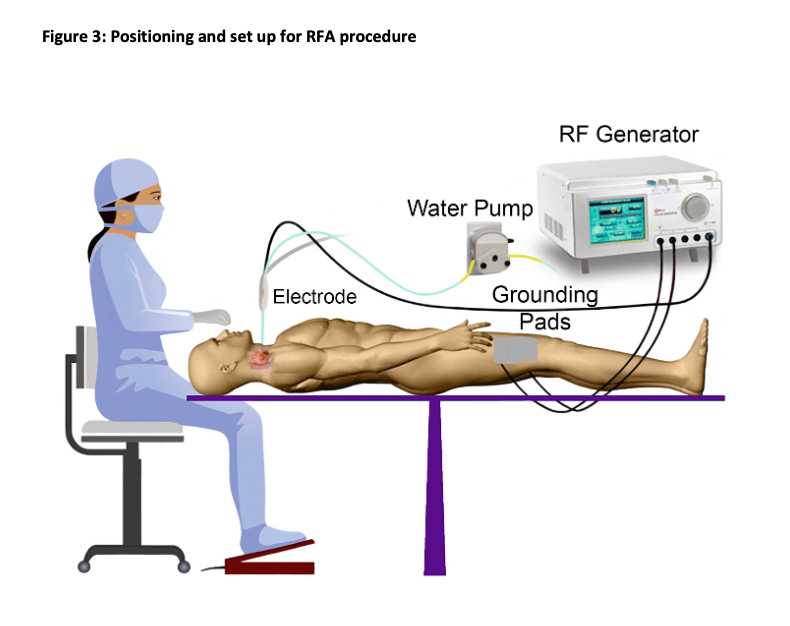 Figure 3: Positioning and set up for RFA procedure
RF Generator
Water Pump
Electrode
Grounding
Pads